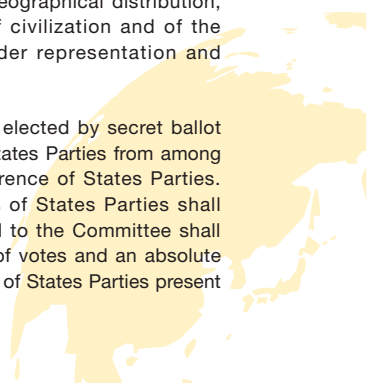 eographical distribution,
f civilization and of the
der representation and
elected by secret ballot
tates Parties from among
rence of States Parties.
of States Parties shall
to the Committee shall
of votes and an absolute
of States Parties present